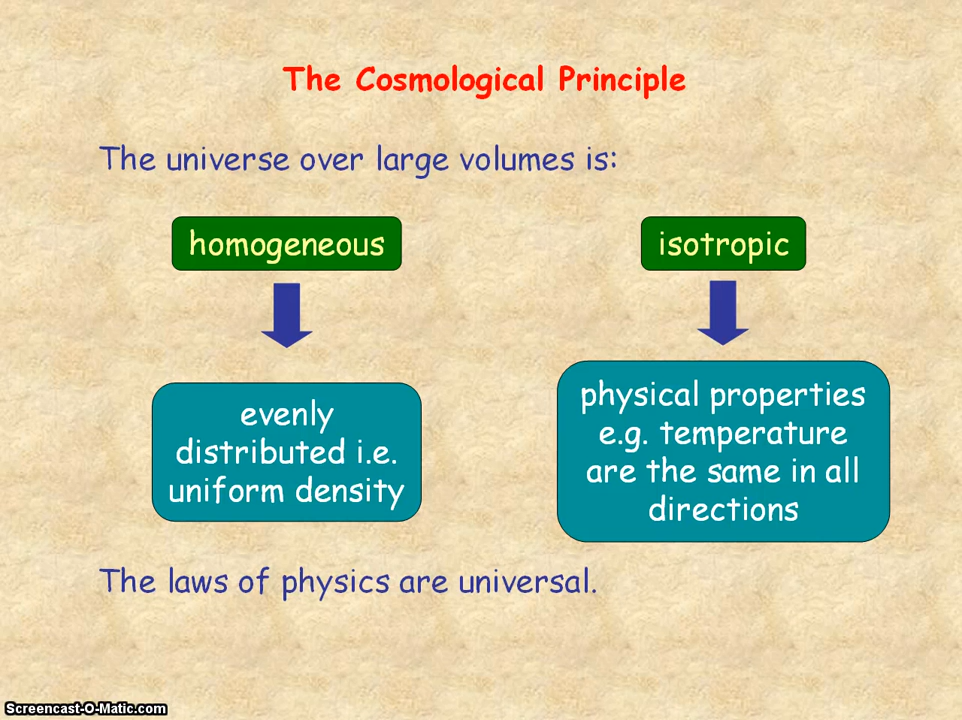 The Cosmological Principle
The universe over large volumes is:
homogeneous
isotropic
evenly
distributed i.e.
uniform density
physical properties
e.g. temperature
are the same in all
directions
The laws of physics are universal.
Screencast-O-Matic.com